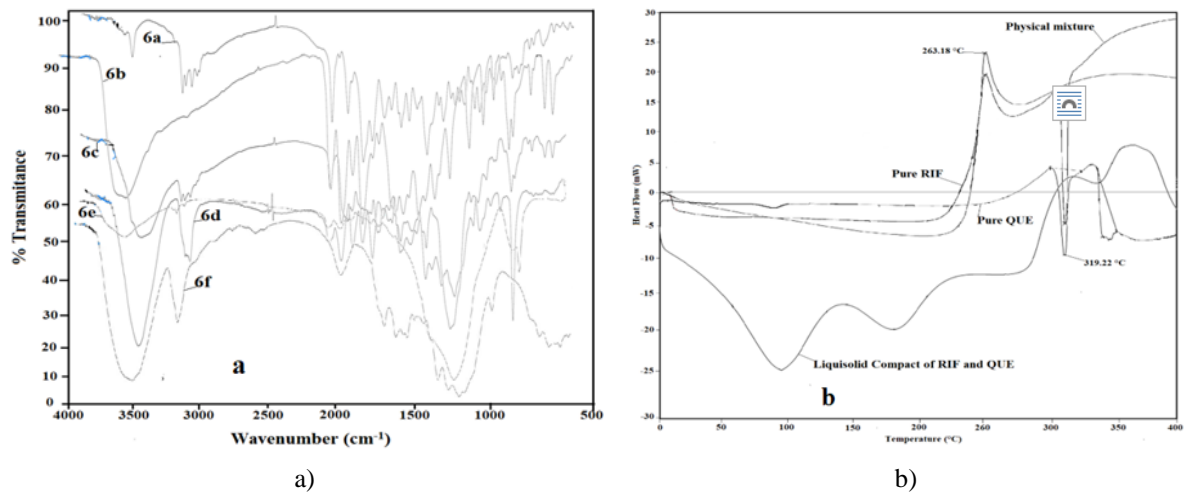 100
90
80
70
60
50
40
30
20
10
0
% Transmitance
6a
6b
6c
6d
6e
6f
a
4000 3500 3000 2500 2000 1500 1000 500
Wavenumber (cm-1)
a)
30
25
20
15
10
5
0
-5
-10
-15
-20
-25
-30
Heat Flow (mW)
Physical mixture
263.18 °C
Pure RIF
Pure QUE
319.22 °C
Liquisolid Compact of RIF and QUE
b
0 100 200 260 300 350 400
Temperature (°C)
b)